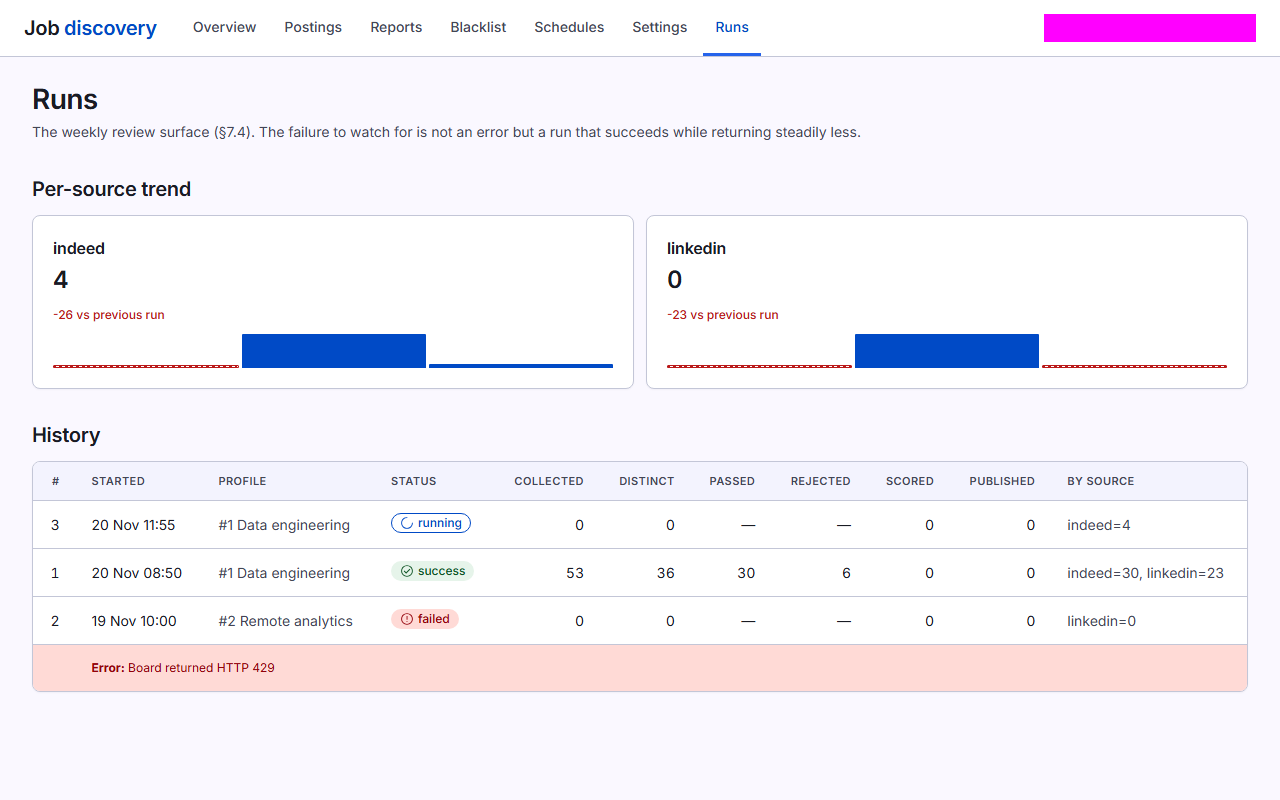 Job discovery Overview Postings Reports Blacklist Schedules Settings Runs
Runs
The weekly review surface (§7.4). The failure to watch for is not an error but a run that succeeds while returning steadily less.
Per-source trend
indeed
4
-26 vs previous run
linkedin
0
-23 vs previous run
History
# STARTED PROFILE STATUS COLLECTED DISTINCT PASSED REJECTED SCORED PUBLISHED BY SOURCE
3 20 Nov 11:55 #1 Data engineering running 0 0 — — 0 0 indeed=4
1 20 Nov 08:50 #1 Data engineering success 53 36 30 6 0 0 indeed=30, linkedin=23
2 19 Nov 10:00 #2 Remote analytics failed 0 0 — — 0 0 linkedin=0
Error: Board returned HTTP 429